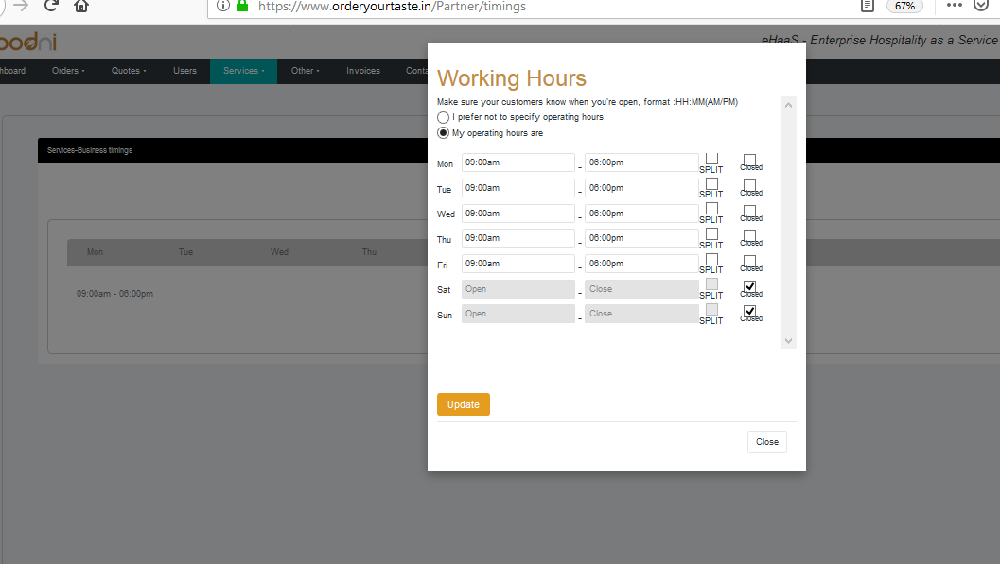 https://www.orderyourtaste.in/Partner/timings
67%
oodni
eHaaS - Enterprise Hospitality as a Service
hboard Orders Quotes Users Services Other Invoices Conta
Services-Business timings
Mon Tue Wed Thu
09:00am - 06:00pm
Working Hours
Make sure your customers know when you're open, format :HH:MM(AM/PM)
I prefer not to specify operating hours.
My operating hours are
Mon 09:00am - 06:00pm SPLIT Closed
Tue 09:00am - 06:00pm SPLIT Closed
Wed 09:00am - 06:00pm SPLIT Closed
Thu 09:00am - 06:00pm SPLIT Closed
Fri 09:00am - 06:00pm SPLIT Closed
Sat Open - Close SPLIT Closed
Sun Open - Close SPLIT Closed
Update
Close